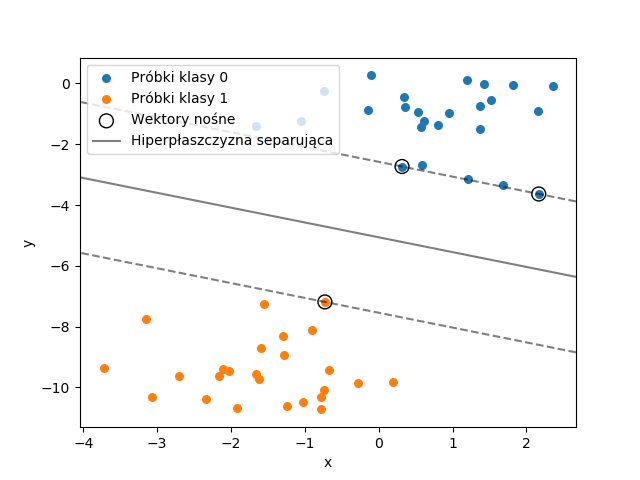 Próbki klasy 0
Próbki klasy 1
Wektory nośne
Hiperpłaszczyzna separująca
0
−2
−4
−6
−8
−10
y
−4 −3 −2 −1 0 1 2
x